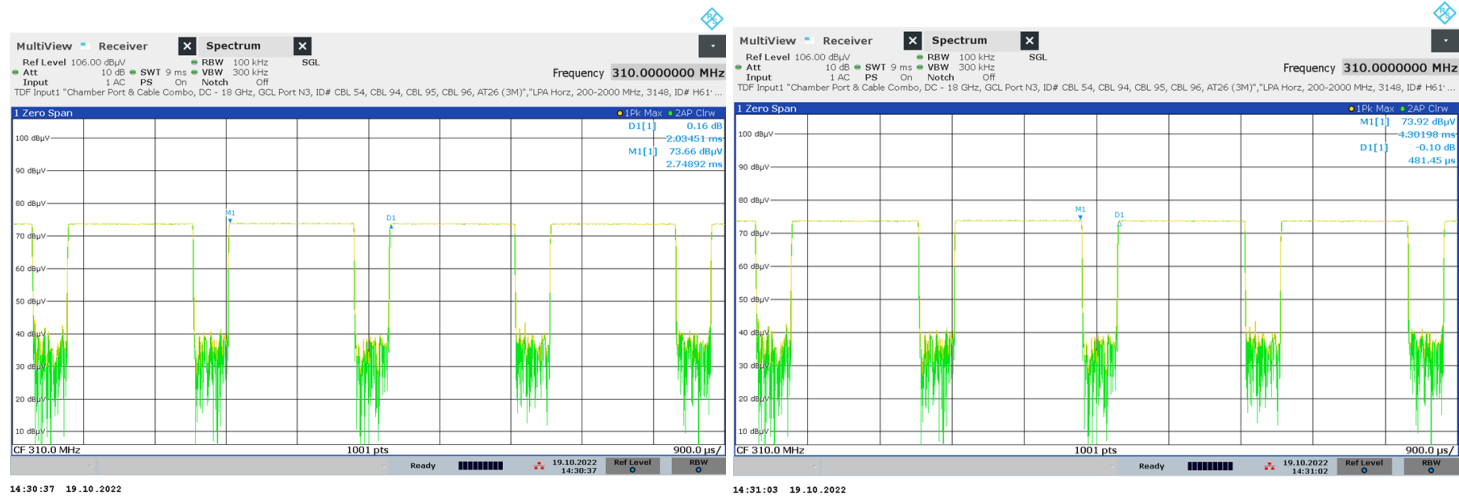 MultiView Receiver Spectrum
Ref Level 106.00 dBµV RBW 100 kHz SGL
Att 10 dB SWT 9 ms VBW 300 kHz Frequency 310.0000000 MHz
Input 1 AC PS On Notch Off
TDF Input1 "Chamber Port & Cable Combo, DC - 18 GHz, GCL Port N3, ID# CBL 54, CBL 94, CBL 95, CBL 96, AT26 (3M)","LPA Horz, 200-2000 MHz, 3148, ID# H61· ...
1 Zero Span 1Pk Max 2AP Clrw
D1[1] 0.16 dB
2.03451 ms
M1[1] 73.66 dBµV
2.74892 ms
100 dBµV
90 dBµV
80 dBµV
M1
D1
70 dBµV
60 dBµV
50 dBµV
40 dBµV
30 dBµV
20 dBµV
10 dBµV
CF 310.0 MHz 1001 pts 900.0 µs/
Ready 19.10.2022 Ref Level RBW
14:30:37
14:30:37 19.10.2022
MultiView Receiver Spectrum
Ref Level 106.00 dBµV RBW 100 kHz SGL
Att 10 dB SWT 9 ms VBW 300 kHz Frequency 310.0000000 MHz
Input 1 AC PS On Notch Off
TDF Input1 "Chamber Port & Cable Combo, DC - 18 GHz, GCL Port N3, ID# CBL 54, CBL 94, CBL 95, CBL 96, AT26 (3M)","LPA Horz, 200-2000 MHz, 3148, ID# H61· ...
1 Zero Span 1Pk Max 2AP Clrw
M1[1] 73.92 dBµV
4.30198 ms
D1[1] -0.10 dB
481.45 µs
100 dBµV
90 dBµV
80 dBµV
M1
D1
70 dBµV
60 dBµV
50 dBµV
40 dBµV
30 dBµV
20 dBµV
10 dBµV
CF 310.0 MHz 1001 pts 900.0 µs/
Ready 19.10.2022 Ref Level RBW
14:31:02
14:31:03 19.10.2022